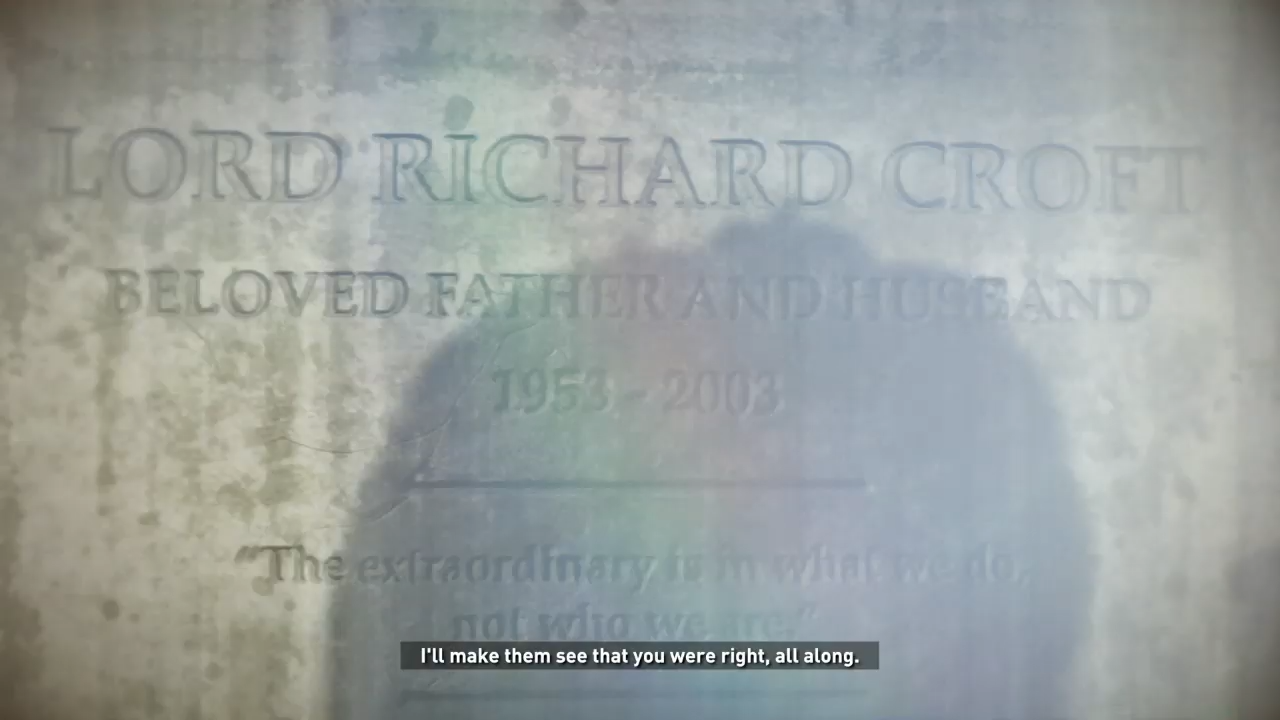 LORD RICHARD CROFT
BELOVED FATHER AND HUSBAND
1953 - 2003
“The extraordinary is in what we do,
not who we are.”
I'll make them see that you were right, all along.